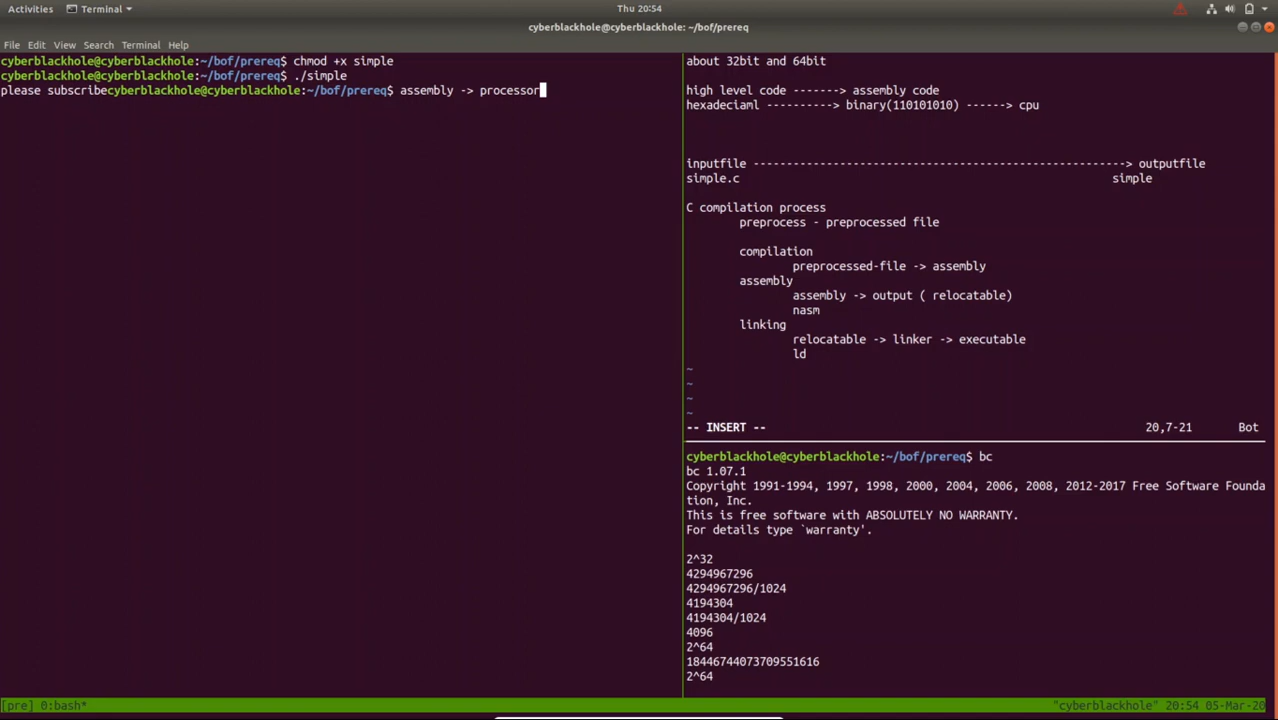 Activities
Terminal
Thu 20:54
cyberblackhole@cyberblackhole: ~/bof/prereq
File Edit View Search Terminal Help
cyberblackhole@cyberblackhole:~/bof/prereq$ chmod +x simple
cyberblackhole@cyberblackhole:~/bof/prereq$ ./simple
please subscribecyberblackhole@cyberblackhole:~/bof/prereq$ assembly -> processor
about 32bit and 64bit
high level code -------> assembly code
hexadeciaml ----------> binary(110101010) ------> cpu
inputfile --------------------------------------------------------> outputfile
simple.c simple
C compilation process
preprocess - preprocessed file
compilation
preprocessed-file -> assembly
assembly
assembly -> output ( relocatable)
nasm
linking
relocatable -> linker -> executable
ld
~
~
~
~
-- INSERT -- 20,7-21 Bot
cyberblackhole@cyberblackhole:~/bof/prereq$ bc
bc 1.07.1
Copyright 1991-1994, 1997, 1998, 2000, 2004, 2006, 2008, 2012-2017 Free Software Founda
tion, Inc.
This is free software with ABSOLUTELY NO WARRANTY.
For details type `warranty'.
2^32
4294967296
4294967296/1024
4194304
4194304/1024
4096
2^64
18446744073709551616
2^64
[pre] 0:bash* "cyberblackhole" 20:54 05-Mar-20